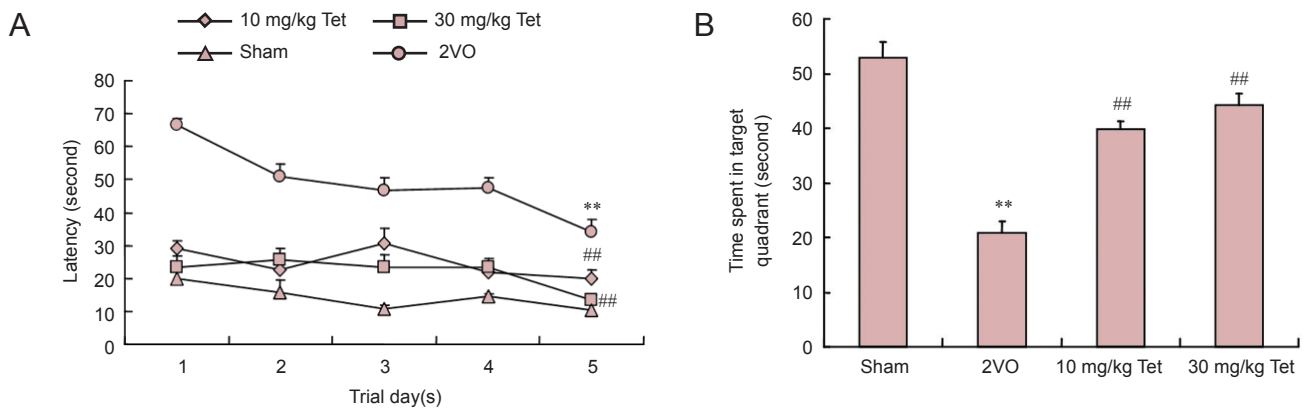 A
10 mg/kg Tet
30 mg/kg Tet
Sham
2VO
80
70
60
50
40
30
20
10
0
Latency (second)
**
##
##
1 2 3 4 5
Trial day(s)
B
60
50
40
30
20
10
0
Time spent in target
quadrant (second)
**
##
##
Sham 2VO 10 mg/kg Tet 30 mg/kg Tet